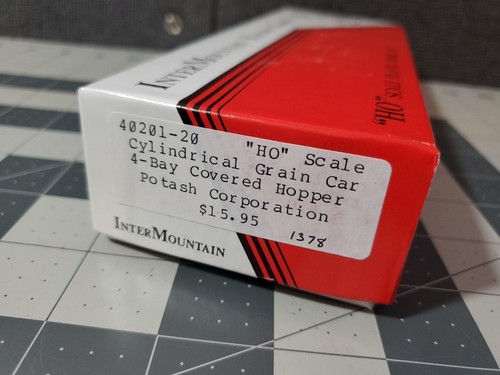 INTERMOUNTAIN
"HO"
40201-20 "HO" Scale
Cylindrical Grain Car
4-Bay Covered Hopper
Potash Corporation
$15.95 1378
INTERMOUNTAIN